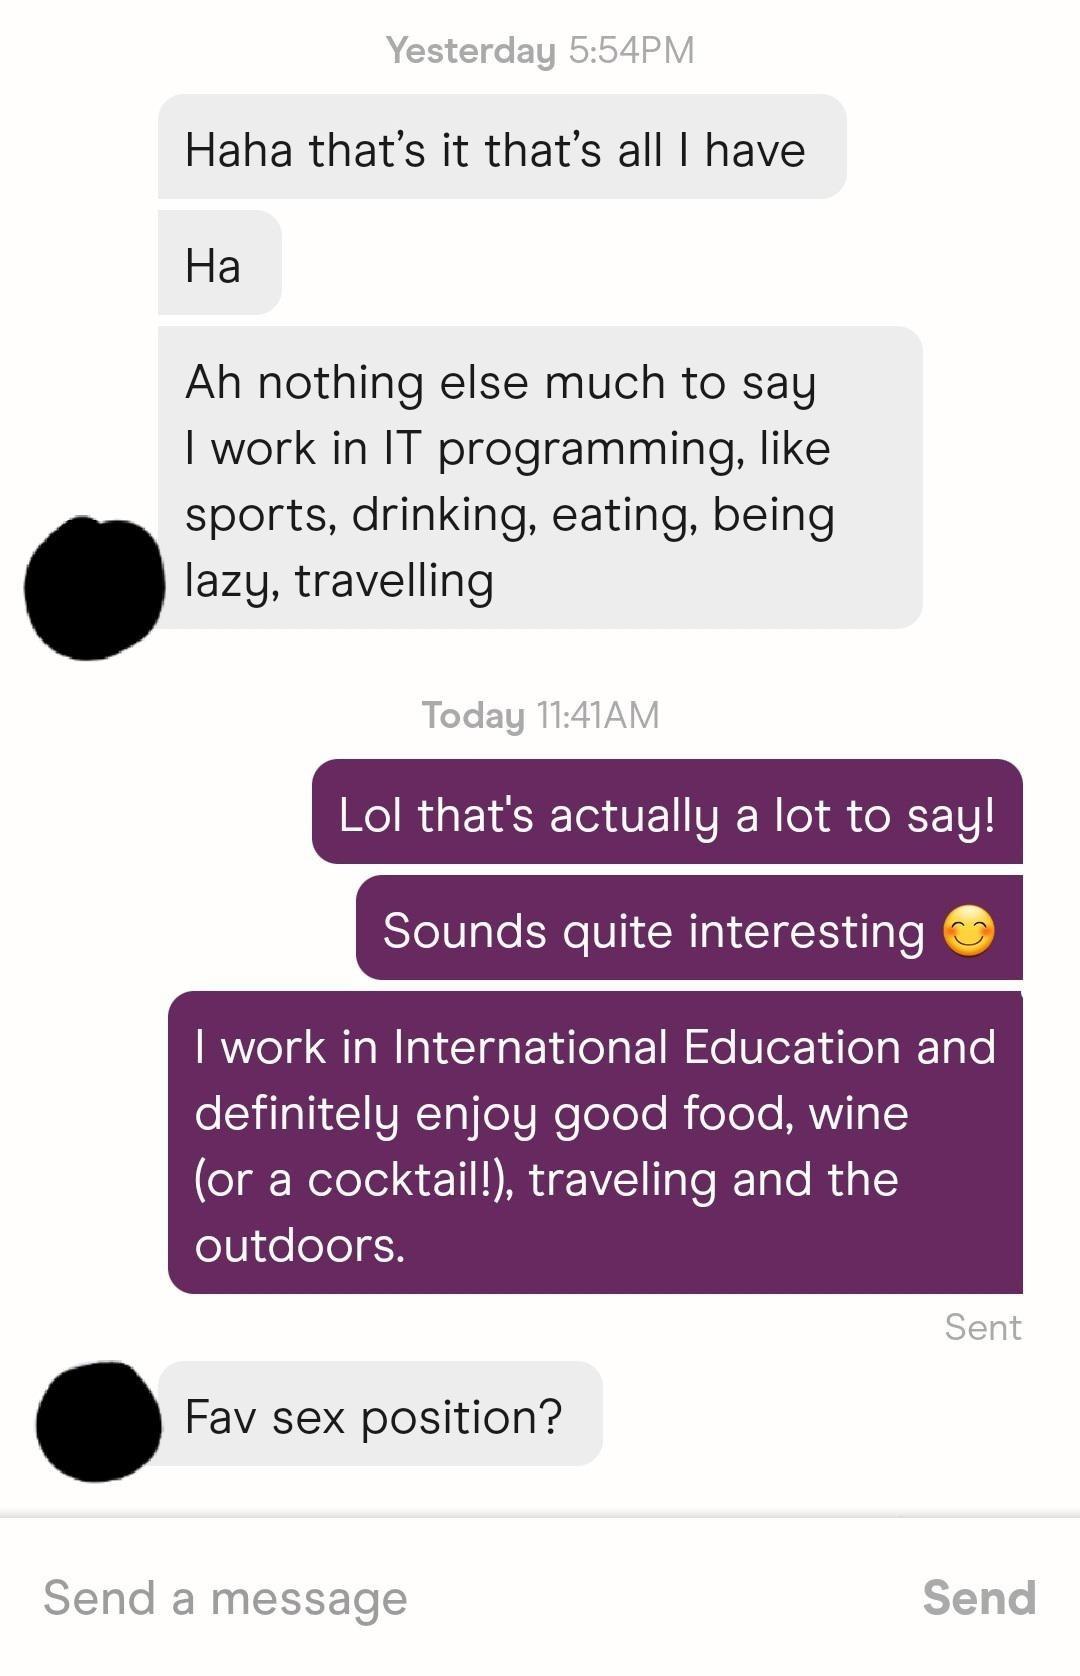 Yesterday 5:54PM
Haha that’s it that’s all I have
Ha
Ah nothing else much to say
I work in IT programming, like
sports, drinking, eating, being
lazy, travelling
Today 11:41AM
Lol that's actually a lot to say!
Sounds quite interesting 😊
I work in International Education and
definitely enjoy good food, wine
(or a cocktail!), traveling and the
outdoors.
Sent
Fav sex position?
Send a message Send